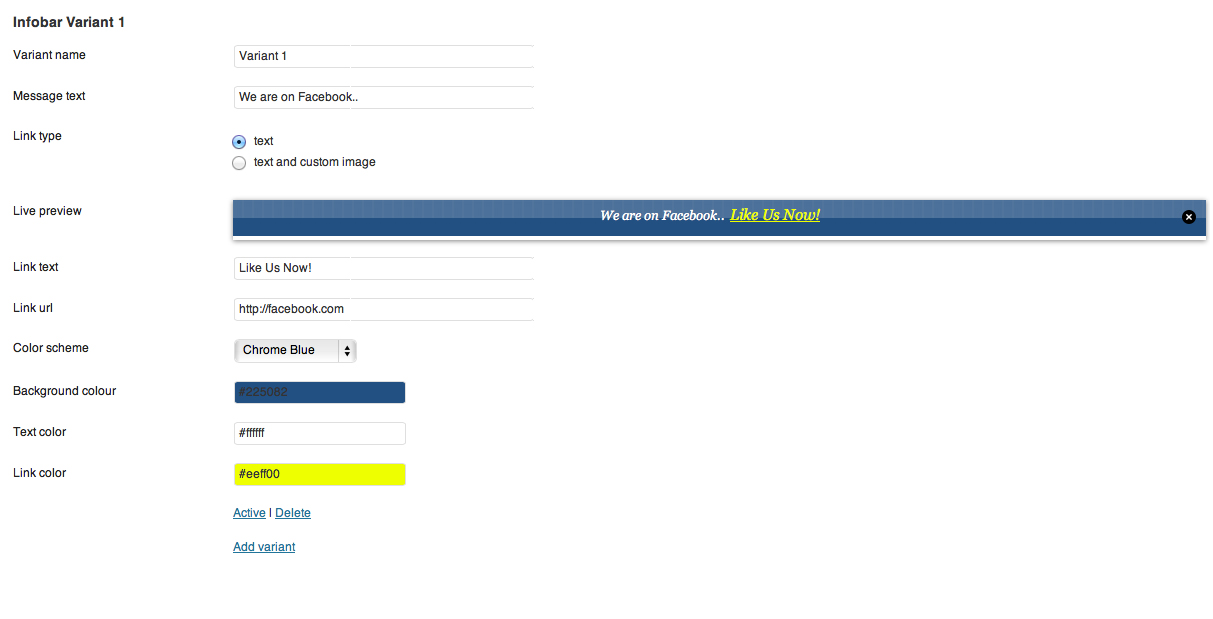 Infobar Variant 1
Variant name Variant 1
Message text We are on Facebook..
Link type text
text and custom image
Live preview We are on Facebook.. Like Us Now!
Link text Like Us Now!
Link url http://facebook.com
Color scheme Chrome Blue
Background colour #225082
Text color #ffffff
Link color #eeff00
Active | Delete
Add variant